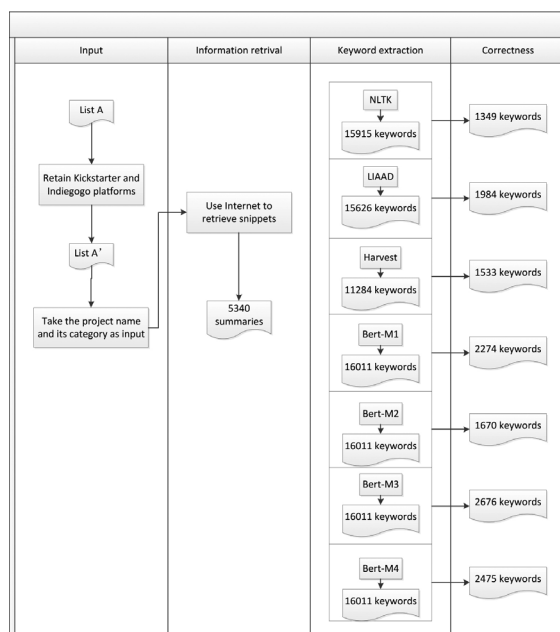 Input
Information retrival
Keyword extraction
Correctness
List A
Retain Kickstarter and
Indiegogo platforms
List A’
Take the project name
and its category as input
Use Internet to
retrieve snippets
5340
summaries
NLTK
15915 keywords
1349 keywords
LIAAD
15626 keywords
1984 keywords
Harvest
11284 keywords
1533 keywords
Bert-M1
16011 keywords
2274 keywords
Bert-M2
16011 keywords
1670 keywords
Bert-M3
16011 keywords
2676 keywords
Bert-M4
16011 keywords
2475 keywords